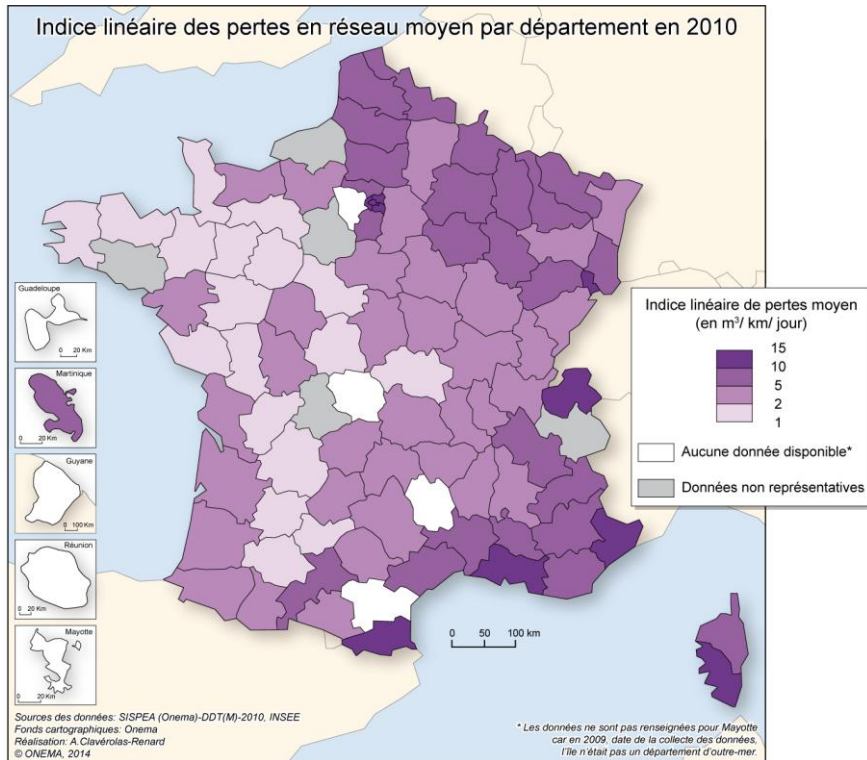 Indice linéaire des pertes en réseau moyen par département en 2010
Guadeloupe
0 20 Km
Martinique
0 20 Km
Guyane
0 100 Km
Réunion
0 20 Km
Mayotte
0 20 Km
Indice linéaire de pertes moyen
(en m³/ km/ jour)
15
10
5
2
1
Aucune donnée disponible*
Données non représentatives
0 50 100 km
Sources des données: SISPEA (Onema)-DDT(M)-2010, INSEE
Fonds cartographiques: Onema
Réalisation: A.Clavérolas-Renard
© ONEMA, 2014
* Les données ne sont pas renseignées pour Mayotte
car en 2009, date de la collecte des données,
l'île n'était pas un département d'outre-mer.